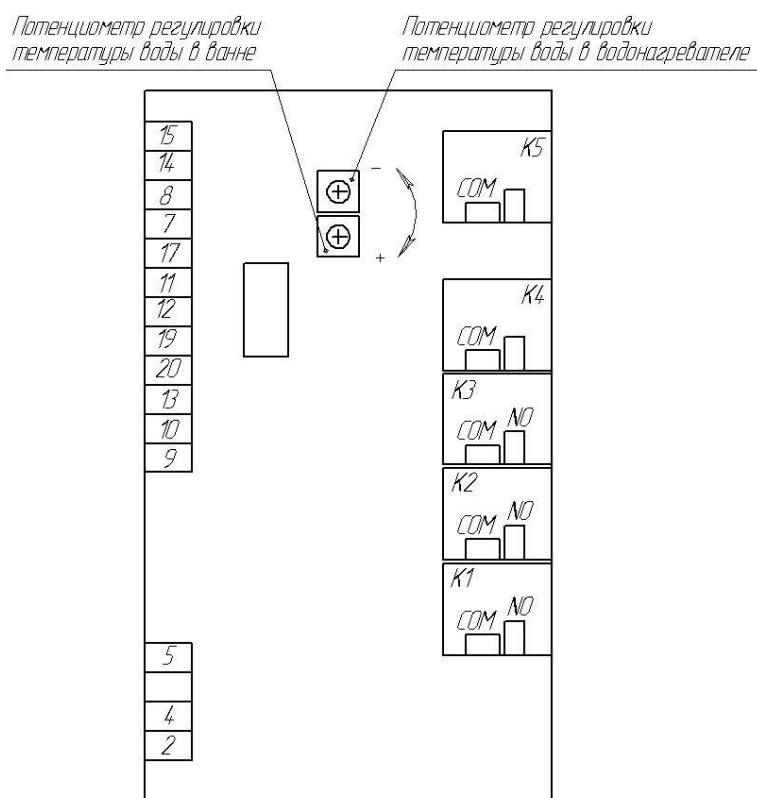 Потенциометр регулировки
температуры воды в ванне
Потенциометр регулировки
температуры воды в водонагревателе
15
14
8
7
17
11
12
19
20
13
10
9
5
4
2
−
+
K5
COM
K4
COM
K3
COM NO
K2
COM NO
K1
COM NO